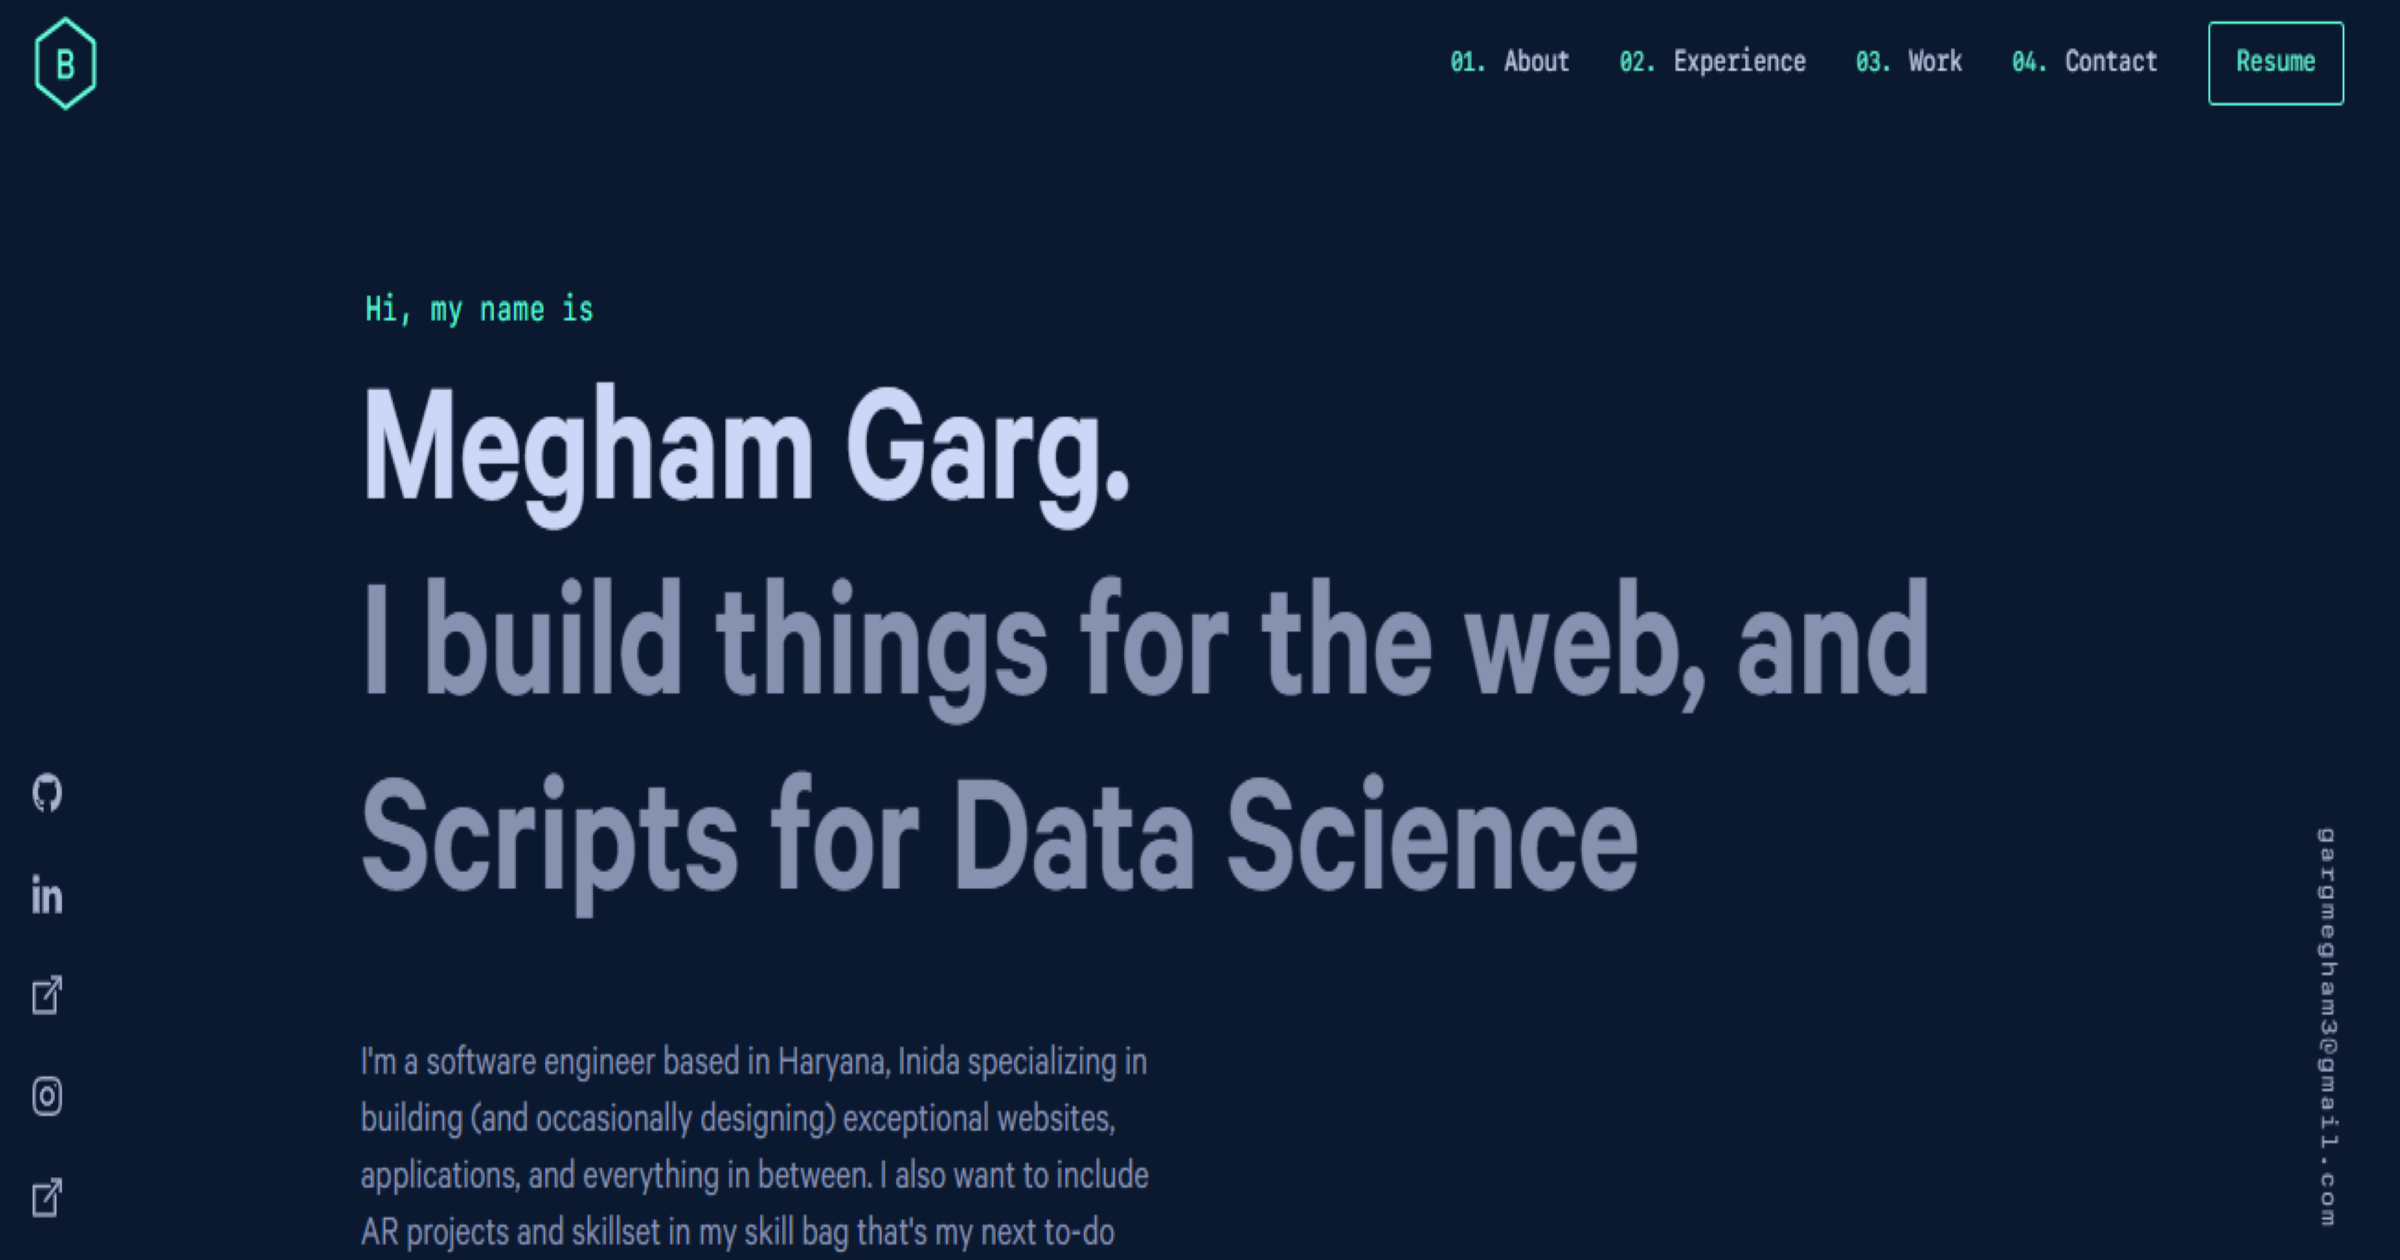 B
01. About 02. Experience 03. Work 04. Contact Resume
Hi, my name is
Megham Garg.
I build things for the web, and
Scripts for Data Science
I'm a software engineer based in Haryana, Inida specializing in
building (and occasionally designing) exceptional websites,
applications, and everything in between. I also want to include
AR projects and skillset in my skill bag that's my next to-do
in
gargmegham3@gmail.com